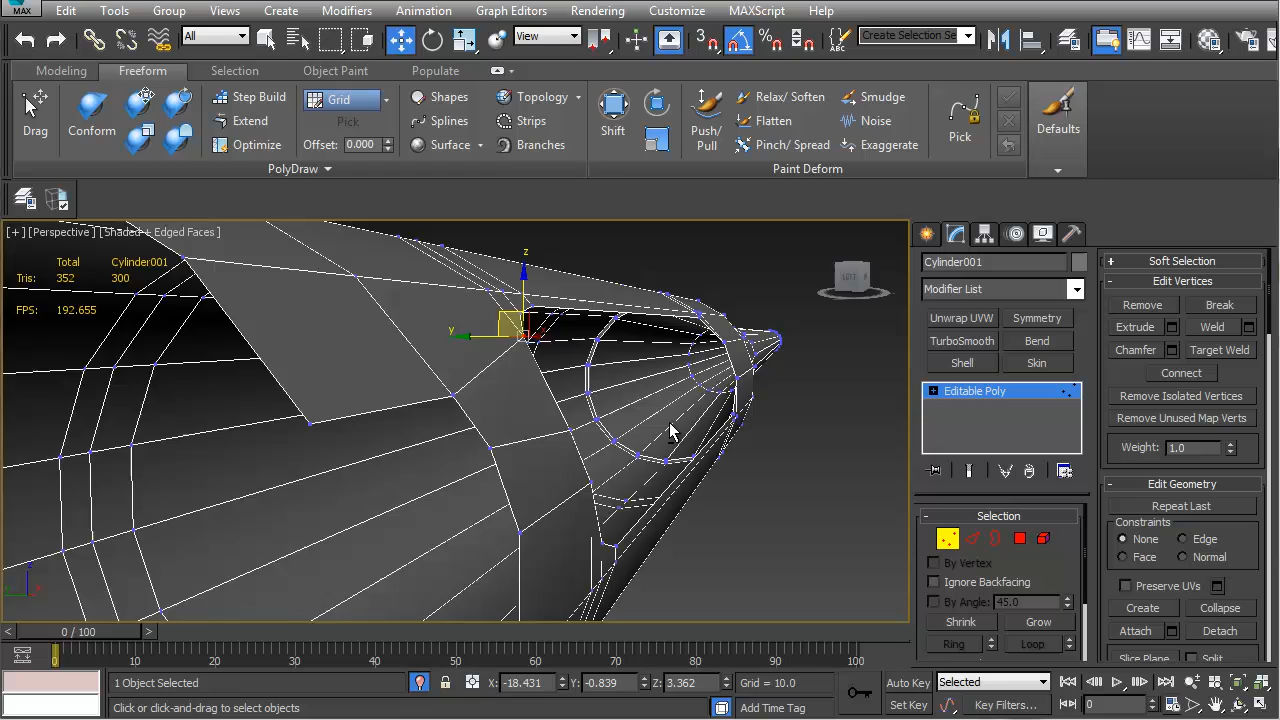 MAX Edit Tools Group Views Create Modifiers Animation Graph Editors Rendering Customize MAXScript Help
All View 3 Create Selection Se
Modeling Freeform Selection Object Paint Populate
Drag Conform Step Build Grid Shapes Topology Shift Relax/ Soften Smudge Defaults
Extend Pick Splines Strips Push/ Pull Flatten Noise Pick
Optimize Offset: 0.000 Surface Branches Pinch/ Spread Exaggerate
PolyDraw Paint Deform
[+] [Perspective] [Shaded + Edged Faces]
Total Cylinder001
Tris: 352 300
FPS: 192.655
z
y
Cylinder001
Modifier List
Unwrap UVW Symmetry
TurboSmooth Bend
Shell Skin
Editable Poly
Selection
By Vertex
Ignore Backfacing
By Angle: 45.0
Shrink Grow
Ring Loop
+ Soft Selection
- Edit Vertices
Remove Break
Extrude Weld
Chamfer Target Weld
Connect
Remove Isolated Vertices
Remove Unused Map Verts
Weight: 1.0
- Edit Geometry
Repeat Last
Constraints
None Edge
Face Normal
Preserve UVs
Create Collapse
Attach Detach
Slice Plane Split
< 0 / 100 >
0 10 20 30 40 50 60 70 80 90 100
1 Object Selected X: -18.431 Y: -0.839 Z: 3.362 Grid = 10.0 Auto Key Selected
Click or click-and-drag to select objects Add Time Tag Set Key Key Filters... 0